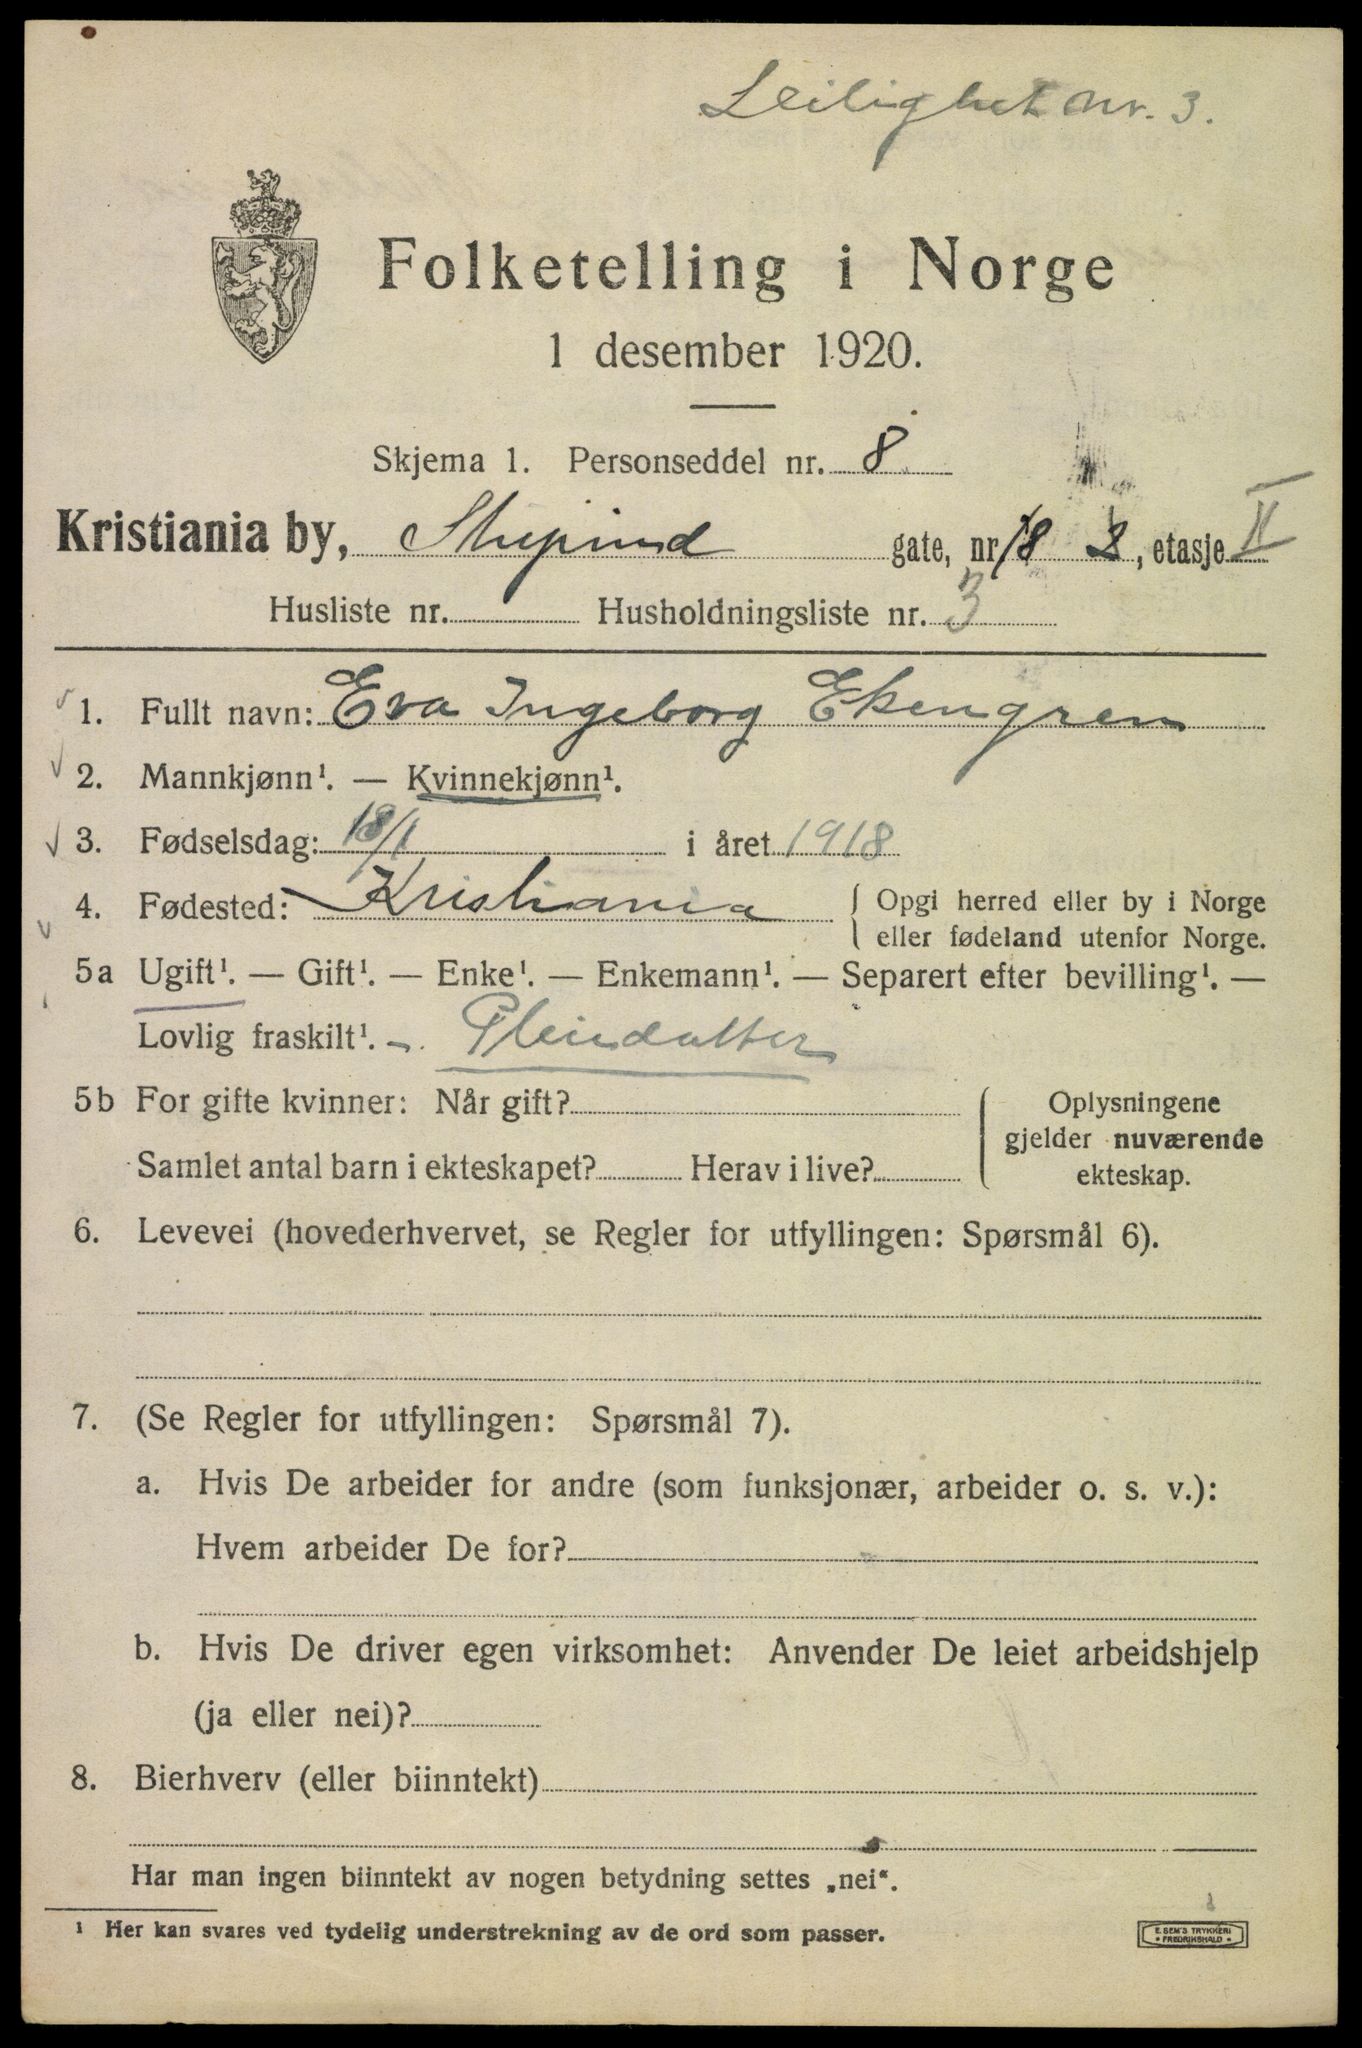 Leilighet nr. 3.
Folketelling i Norge
1 desember 1920.
Skjema 1. Personseddel nr. 8
Kristiania by, gate, nr. 18, etasje II
Husliste nr. Husholdningsliste nr. 3
1. Fullt navn: Eva Ingeborg Ekengren
2. Mannkjønn¹. — Kvinnekjønn¹.
3. Fødselsdag: 18/1 i året 1918
4. Fødested: Kristiania { Opgi herred eller by i Norge
eller fødeland utenfor Norge.
5a Ugift¹. — Gift¹. — Enke¹. — Enkemann¹. — Separert efter bevilling¹. —
Lovlig fraskilt¹. – Pleiedatter
5b For gifte kvinner: Når gift? { Oplysningene
gjelder nuværende
Samlet antal barn i ekteskapet? Herav i live? ekteskap.
6. Levevei (hovederhvervet, se Regler for utfyllingen: Spørsmål 6).
7. (Se Regler for utfyllingen: Spørsmål 7).
a. Hvis De arbeider for andre (som funksjonær, arbeider o. s. v.):
Hvem arbeider De for?
b. Hvis De driver egen virksomhet: Anvender De leiet arbeidshjelp
(ja eller nei)?
8. Bierhverv (eller biinntekt)
Har man ingen biinntekt av nogen betydning settes „nei“.
¹ Her kan svares ved tydelig understrekning av de ord som passer.
E. SEM'S TRYKKERI
• FREDRIKSHALD •